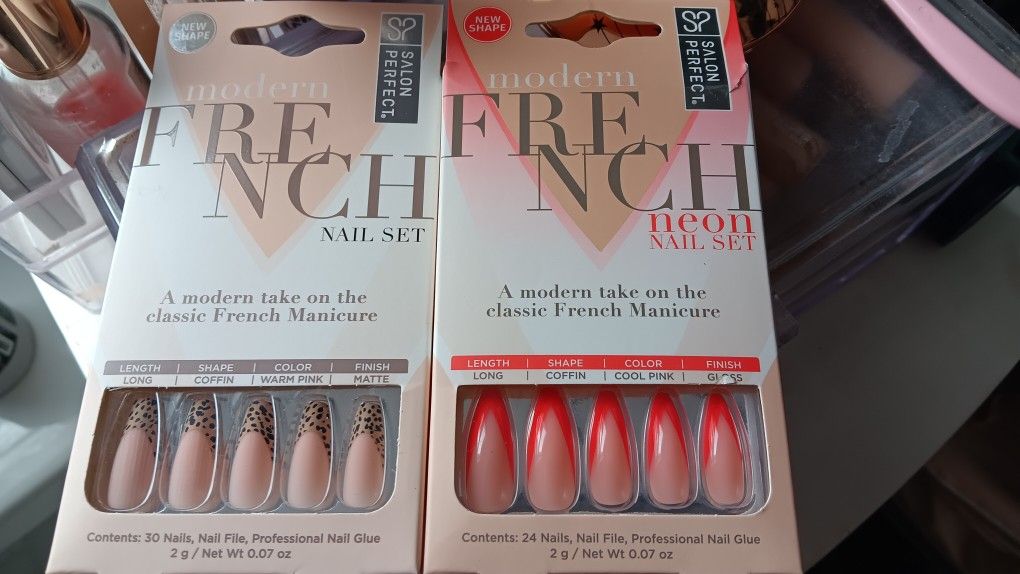 NEW
SHAPE
SALON
PERFECT®
modern
FRE
NCH
NAIL SET
A modern take on the
classic French Manicure
LENGTH | SHAPE | COLOR | FINISH
LONG | COFFIN | WARM PINK | MATTE
Contents: 30 Nails, Nail File, Professional Nail Glue
2 g / Net Wt 0.07 oz
NEW
SHAPE
SALON
PERFECT®
modern
FRE
NCH
neon
NAIL SET
A modern take on the
classic French Manicure
LENGTH | SHAPE | COLOR | FINISH
LONG | COFFIN | COOL PINK | GLOSS
Contents: 24 Nails, Nail File, Professional Nail Glue
2 g / Net Wt 0.07 oz